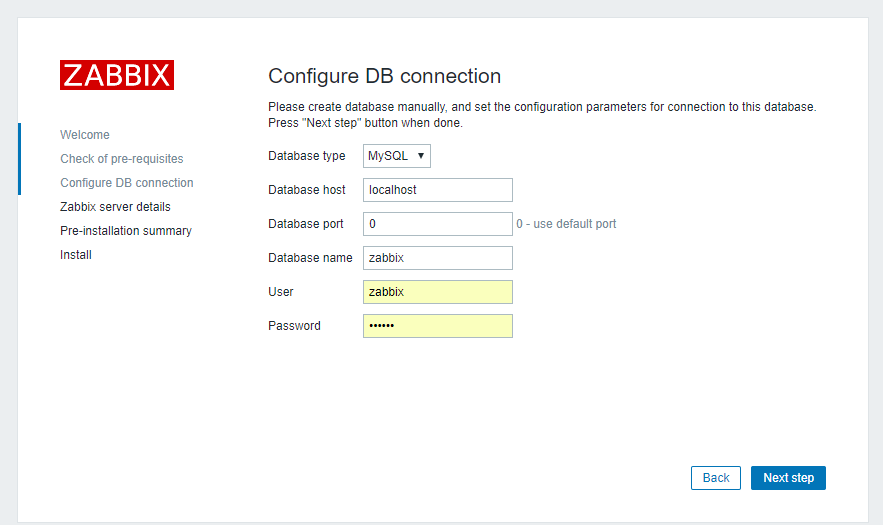 ZABBIX
Welcome
Check of pre-requisites
Configure DB connection
Zabbix server details
Pre-installation summary
Install
Configure DB connection
Please create database manually, and set the configuration parameters for connection to this database.
Press "Next step" button when done.
Database type MySQL ▼
Database host localhost
Database port 0 0 - use default port
Database name zabbix
User zabbix
Password ••••••
Back Next step